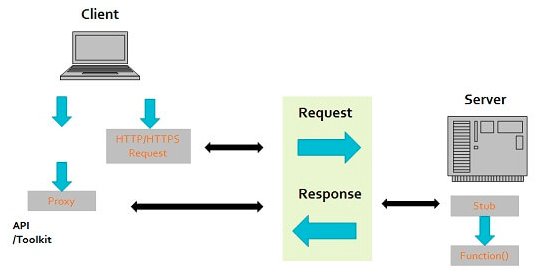 Client
Server
Request
HTTP/HTTPS
Request
Response
Proxy
Stub
API
/Toolkit
Function()